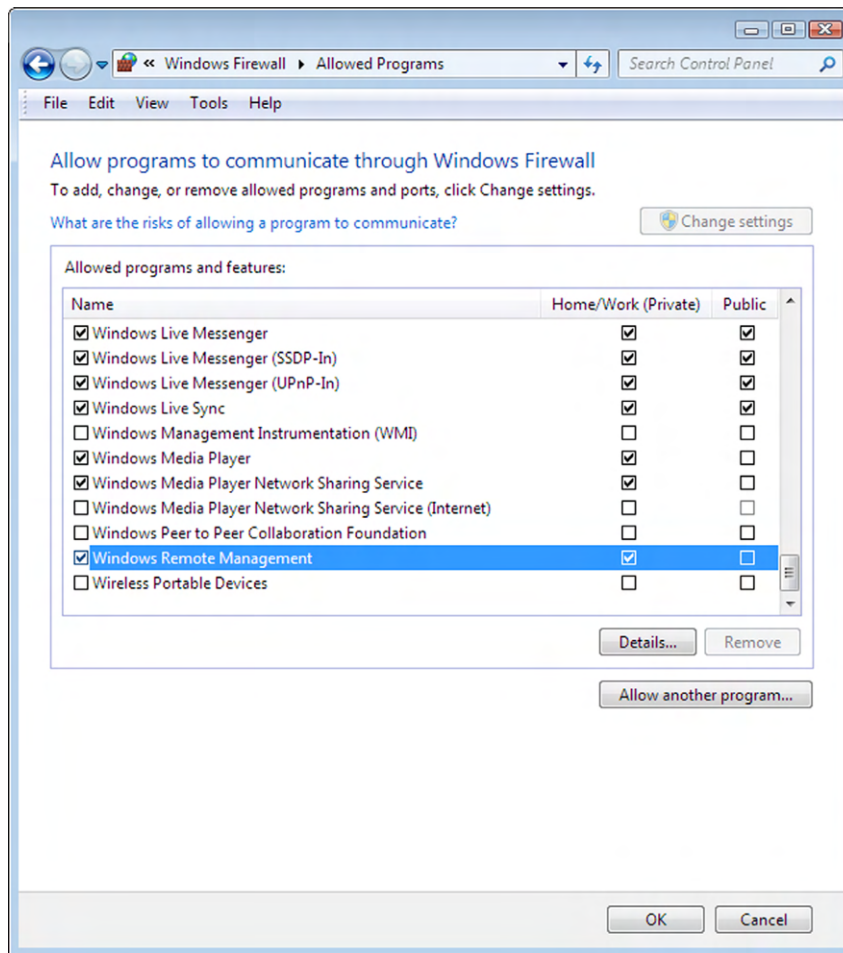 « Windows Firewall Allowed Programs Search Control Panel
File Edit View Tools Help
Allow programs to communicate through Windows Firewall
To add, change, or remove allowed programs and ports, click Change settings.
What are the risks of allowing a program to communicate? Change settings
Allowed programs and features:
Name Home/Work (Private) Public
Windows Live Messenger
Windows Live Messenger (SSDP-In)
Windows Live Messenger (UPnP-In)
Windows Live Sync
Windows Management Instrumentation (WMI)
Windows Media Player
Windows Media Player Network Sharing Service
Windows Media Player Network Sharing Service (Internet)
Windows Peer to Peer Collaboration Foundation
Windows Remote Management
Wireless Portable Devices
Details... Remove
Allow another program...
OK Cancel